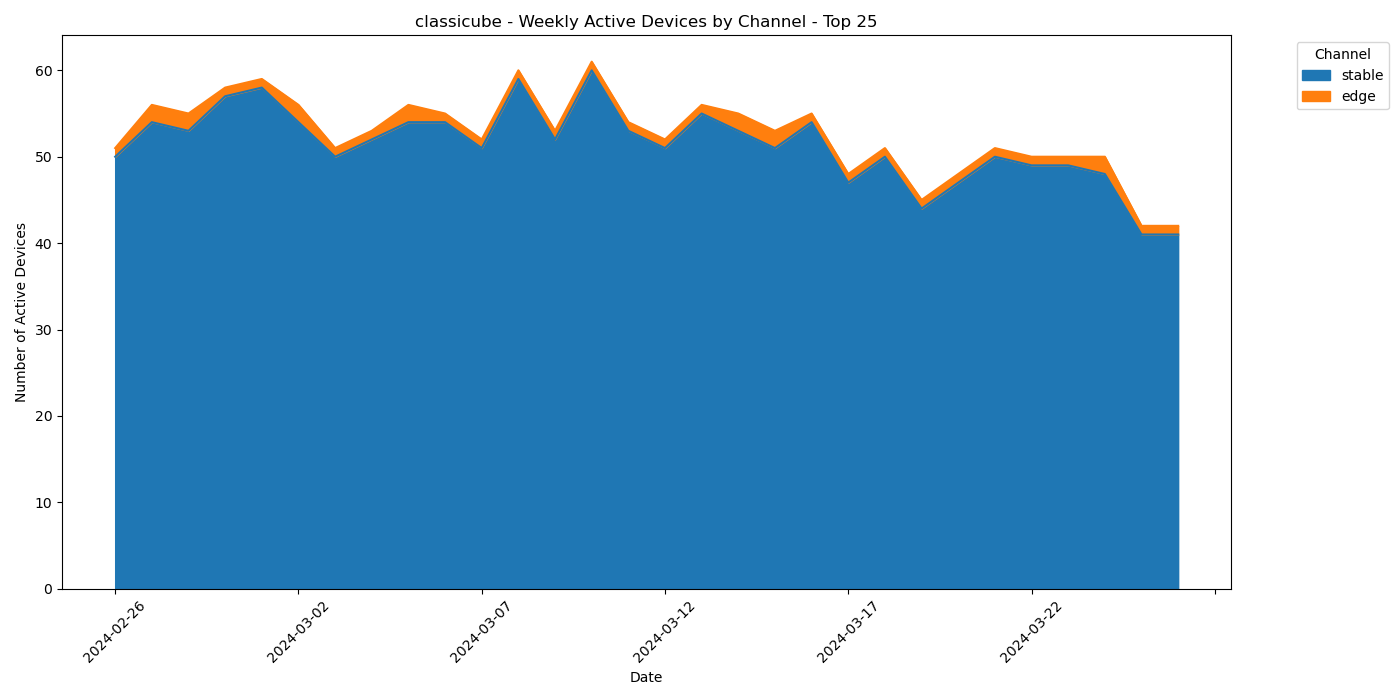 classicube - Weekly Active Devices by Channel - Top 25
Channel
stable
edge
Number of Active Devices
60
50
40
30
20
10
0
2024-02-26
2024-03-02
2024-03-07
2024-03-12
2024-03-17
2024-03-22
Date